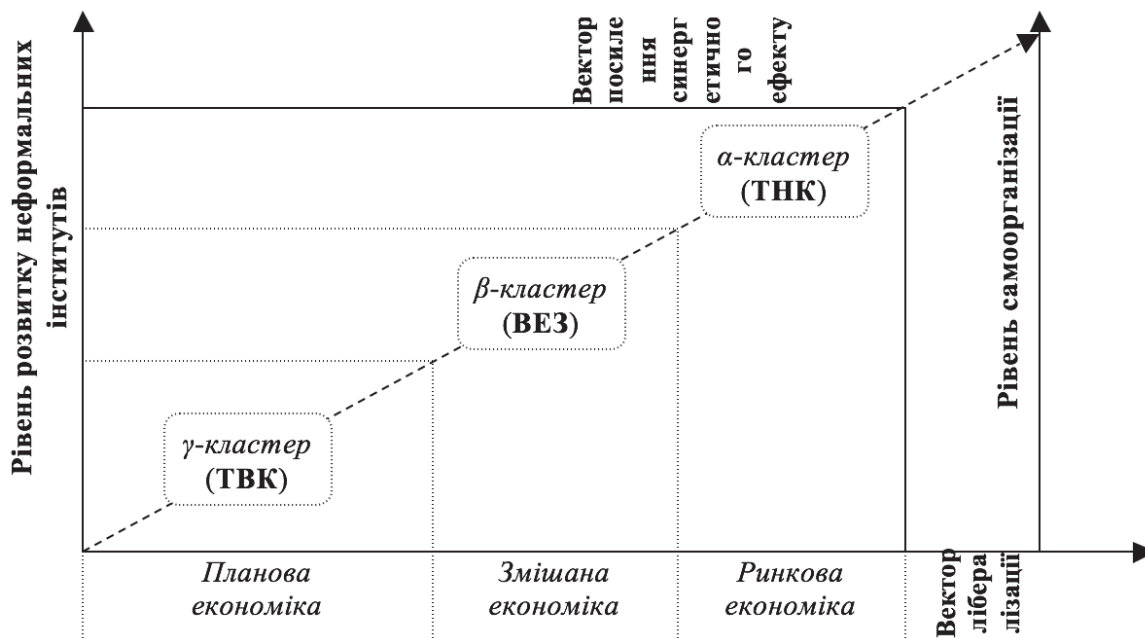 Рівень розвитку неформальних
інститутів
Вектор
посиле
ння
синерг
етично
го
ефекту
α-кластер
(ТНК)
β-кластер
(ВЕЗ)
γ-кластер
(ТВК)
Рівень самоорганізації
Планова
економіка
Змішана
економіка
Ринкова
економіка
Вектор
лібера
лізації